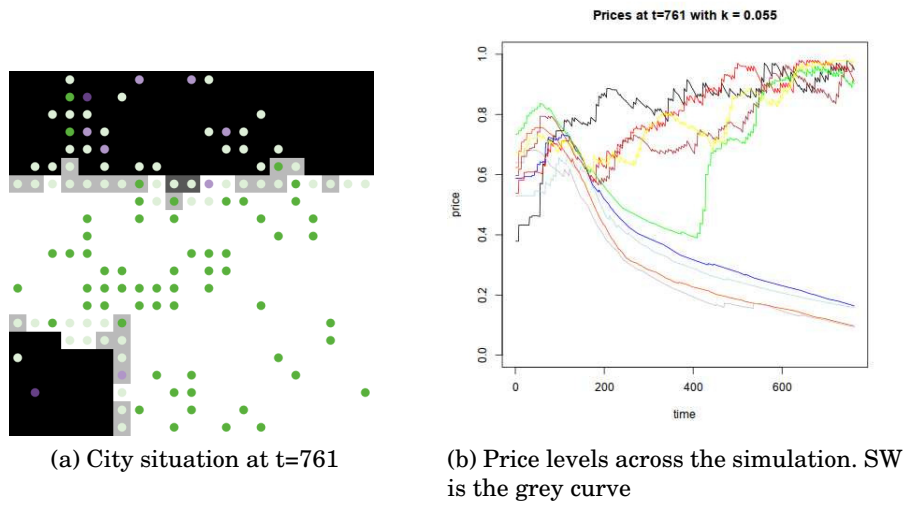 Prices at t=761 with k = 0.055
1.0
0.8
0.6
0.4
0.2
0.0
price
0
200
400
600
time
(a) City situation at t=761
(b) Price levels across the simulation. SW
is the grey curve